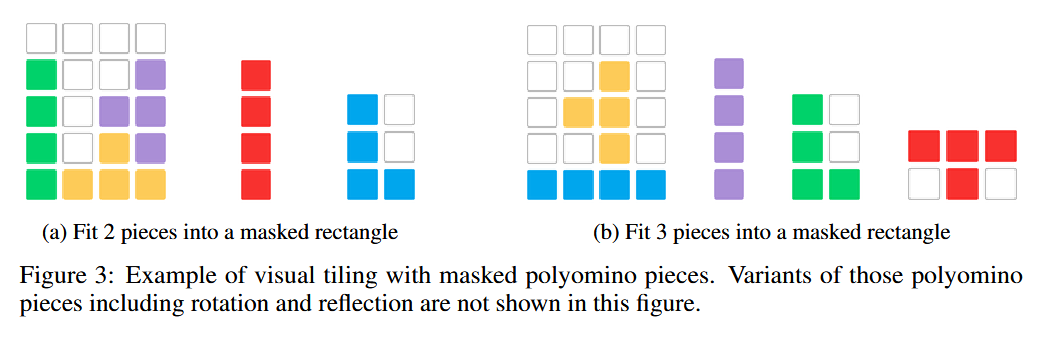 (a) Fit 2 pieces into a masked rectangle
(b) Fit 3 pieces into a masked rectangle
Figure 3: Example of visual tiling with masked polyomino pieces. Variants of those polyomino
pieces including rotation and reflection are not shown in this figure.